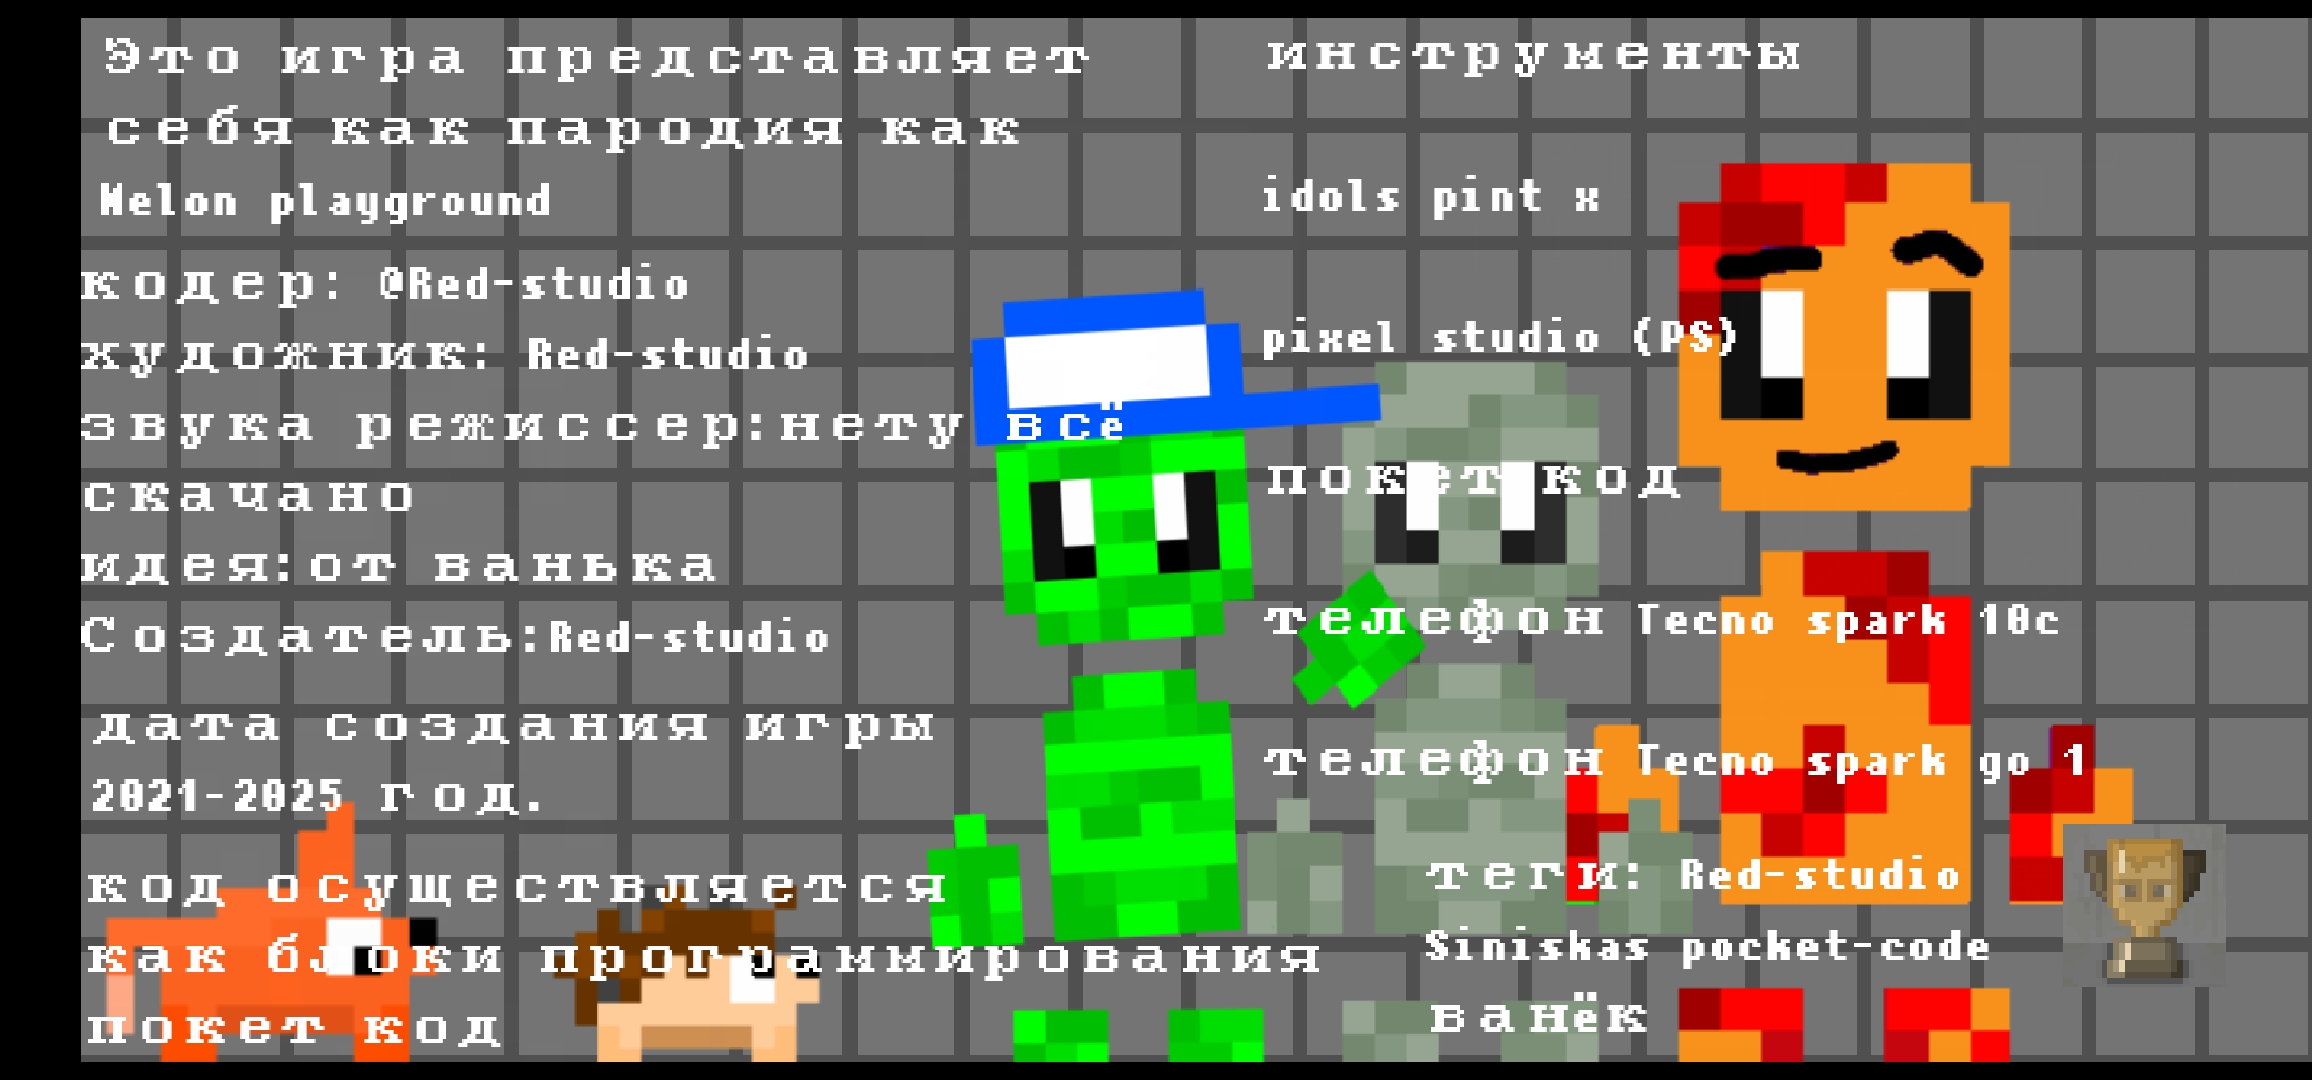 Это игра представляет
себя как пародия как
Melon playground
кодер: @Red-studio
художник: Red-studio
звука режиссер:нету всё
скачано
идея:от ванька
Создатель:Red-studio
дата создания игры
2021-2025 год.
код осуществляется
как блоки программирования
покет код
инструменты
idols pint x
pixel studio (PS)
покет код
телефон Tecno spark 10c
телефон Tecno spark go 1
теги: Red-studio
Siniskas pocket-code
ванёк